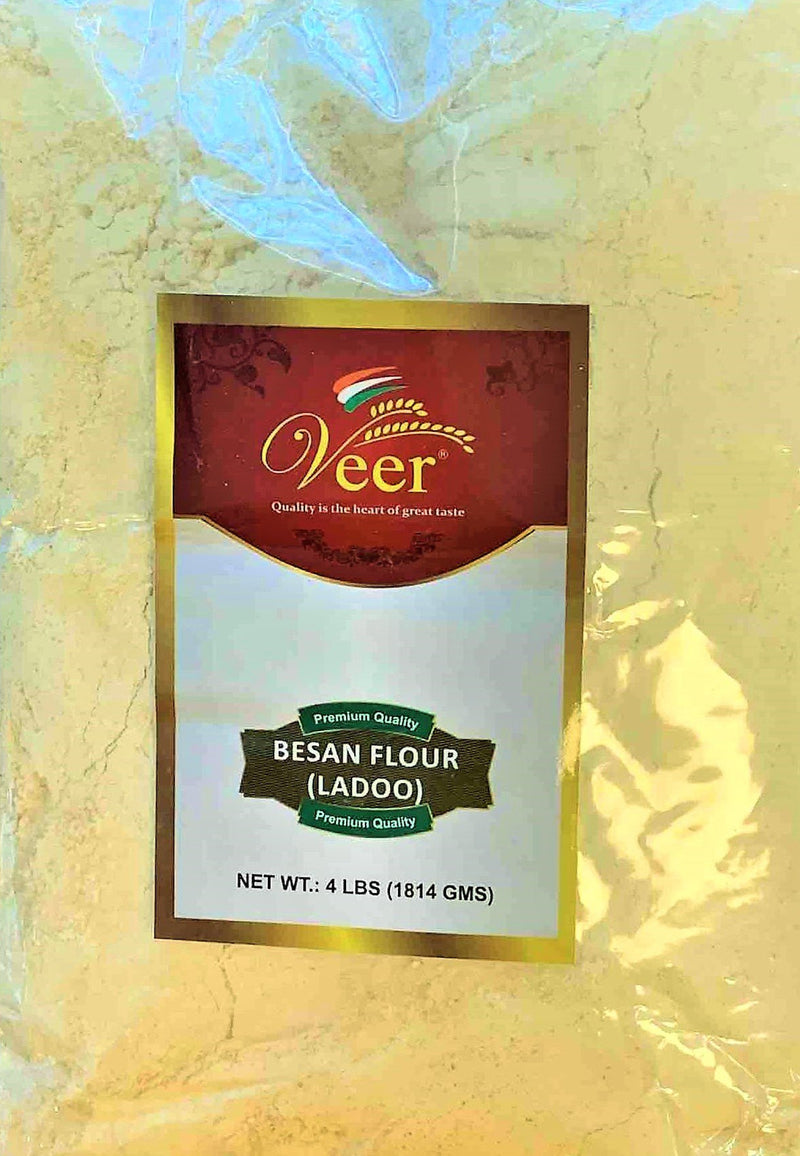 Veer®
Quality is the heart of great taste
Premium Quality
BESAN FLOUR
(LADOO)
Premium Quality
NET WT.: 4 LBS (1814 GMS)